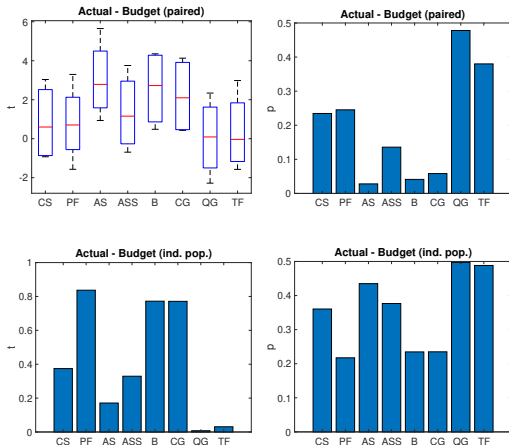 Actual - Budget (paired)
6
4
2
0
-2
t
CS PF AS ASS B CG QG TF
Actual - Budget (paired)
0.5
0.4
0.3
0.2
0.1
0
p
CS PF AS ASS B CG QG TF
Actual - Budget (ind. pop.)
1
0.8
0.6
0.4
0.2
0
t
CS PF AS ASS B CG QG TF
Actual - Budget (ind. pop.)
0.5
0.4
0.3
0.2
0.1
0
p
CS PF AS ASS B CG QG TF